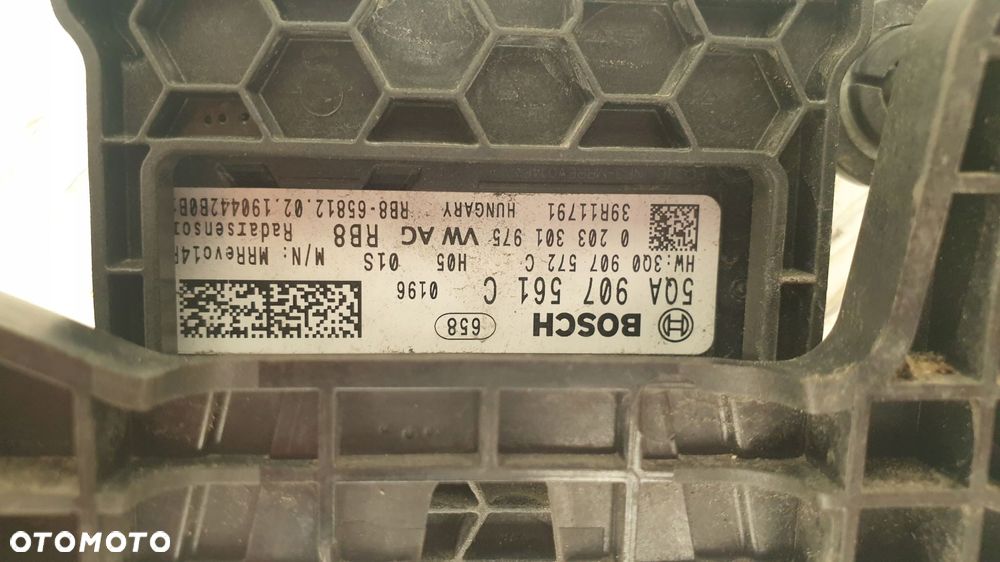 BOSCH 658
5QA 907 561 C 0196
HW:3Q0 907 572 C H05 01S M/N: MRRevo14F
0 203 301 975 VW AG RB8 Radarsensor
39R11791 HUNGARY RB8-65812.02.190442B0B
OTOMOTO